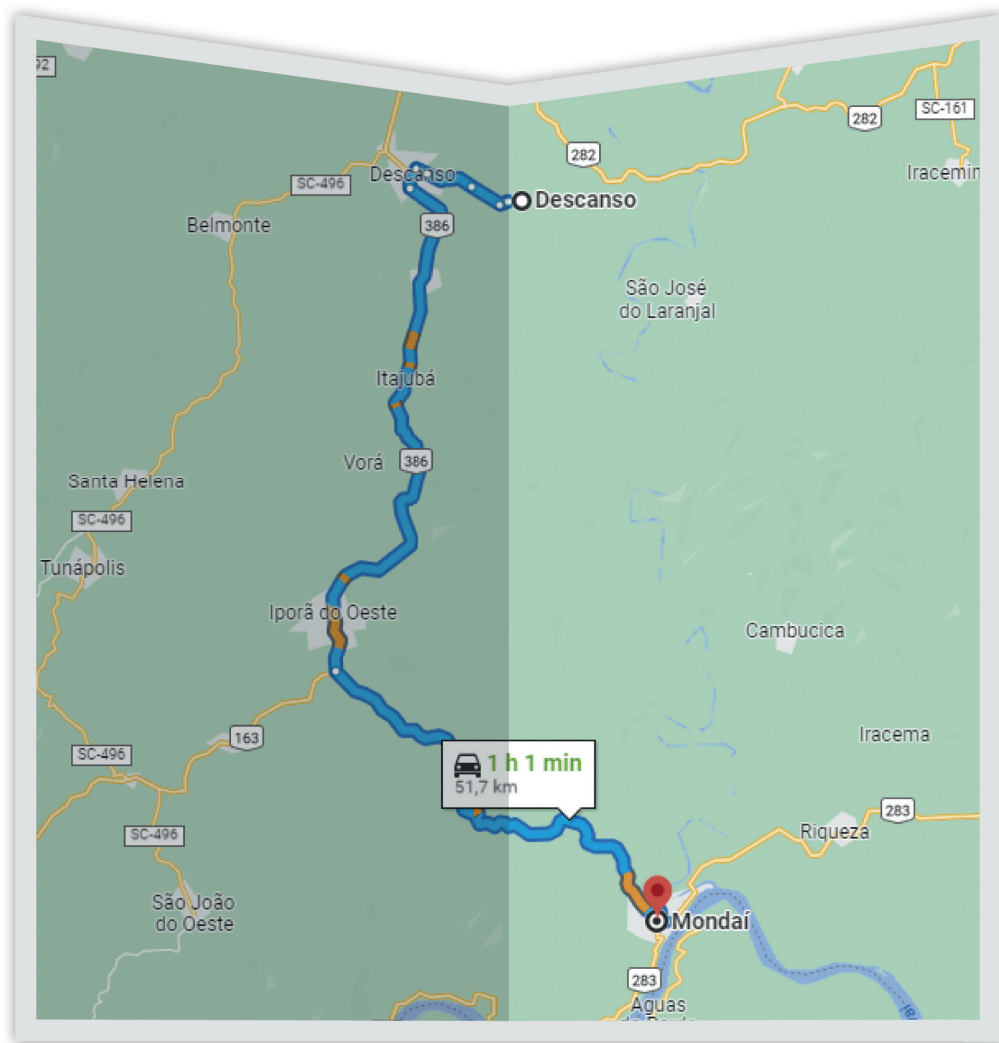 92
282
SC-161
282
Iracemin
Descanso
SC-496
Descanso
Belmonte
386
São José
do Laranjal
Itajubá
Vorá
386
Santa Helena
SC-496
Tunápolis
Iporã do Oeste
Cambucica
163
Iracema
SC-496
1 h 1 min
51,7 km
283
Riqueza
SC-496
São João
do Oeste
Mondaí
283
Águas